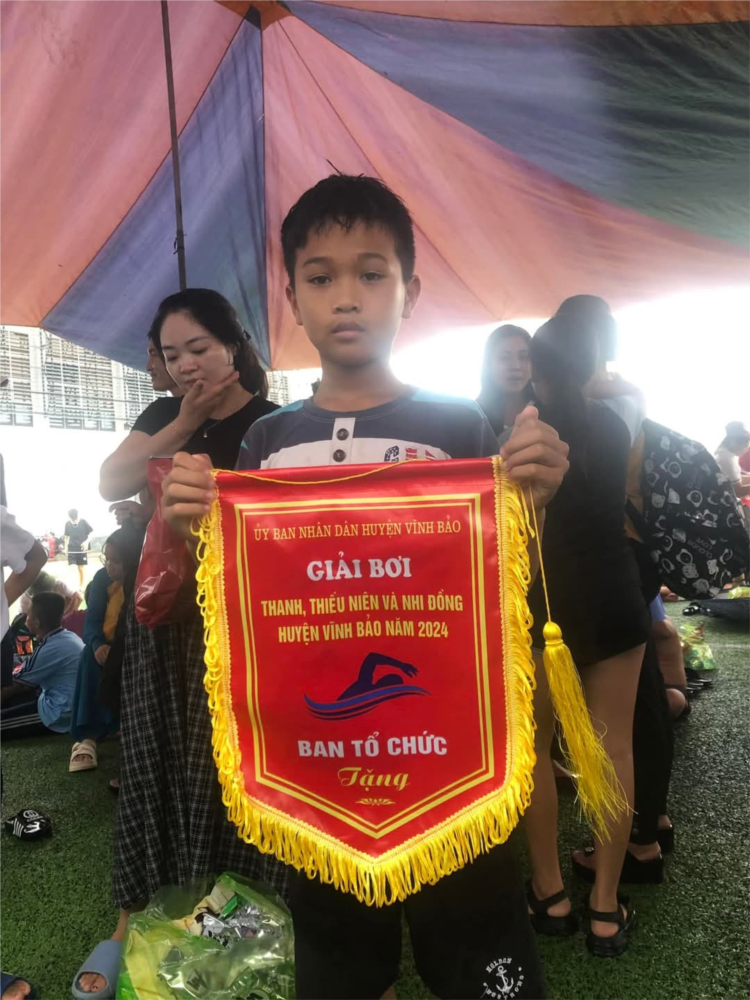 ỦY BAN NHÂN DÂN HUYỆN VĨNH BẢO
GIẢI BƠI
THANH, THIẾU NIÊN VÀ NHI ĐỒNG
HUYỆN VĨNH BẢO NĂM 2024
BAN TỔ CHỨC
Tặng